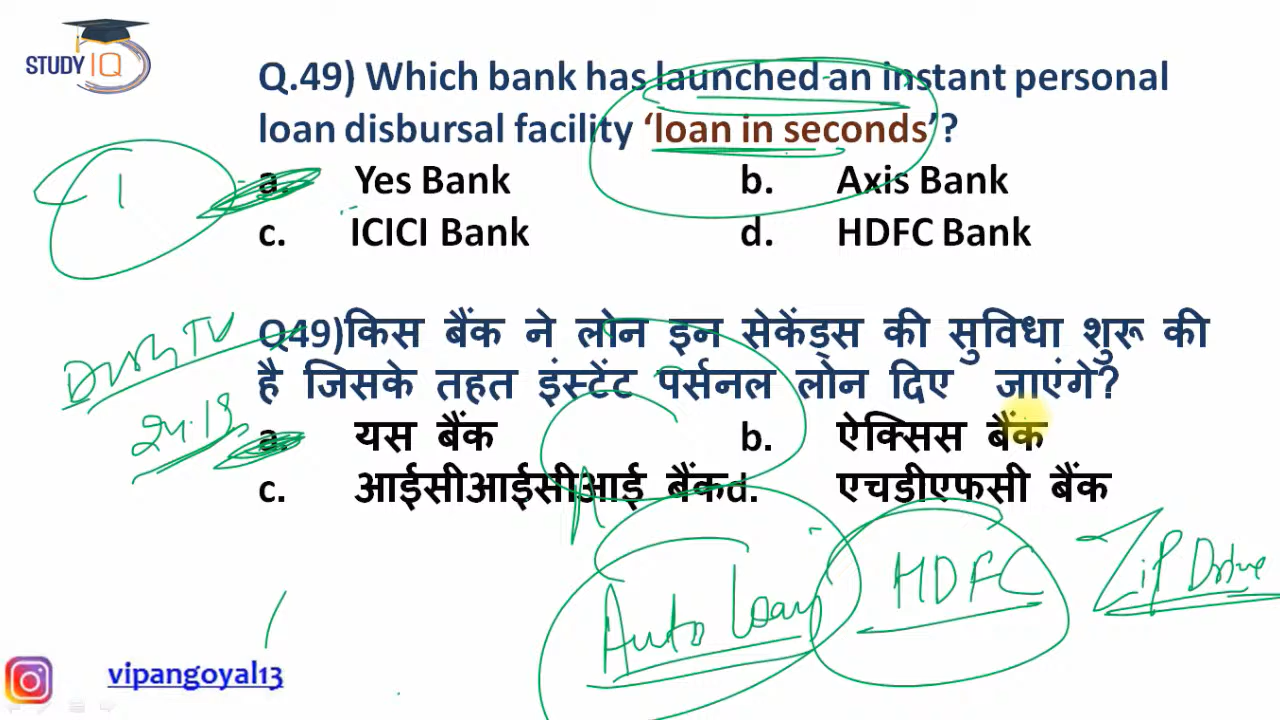 STUDY IQ
Q.49) Which bank has launched an instant personal
loan disbursal facility ‘loan in seconds’?
a. Yes Bank b. Axis Bank
c. ICICI Bank d. HDFC Bank
Q49)किस बैंक ने लोन इन सेकेंड्स की सुविधा शुरू की
है जिसके तहत इंस्टेंट पर्सनल लोन दिए जाएंगे?
a. यस बैंक b. ऐक्सिस बैंक
c. आईसीआईसीआई बैंक d. एचडीएफसी बैंक
Dish TV
24.19
Auto loan HDFC Zip Drive
vipangoyal13